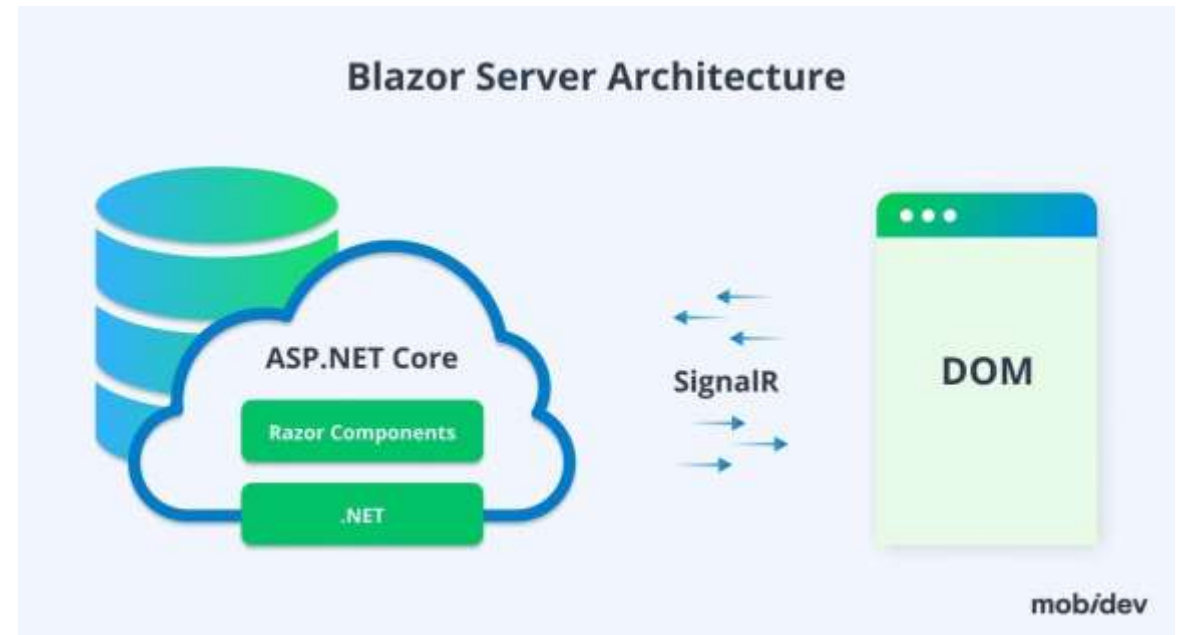 Blazor Server Architecture
ASP.NET Core
Razor Components
.NET
SignalR
DOM
mobidev